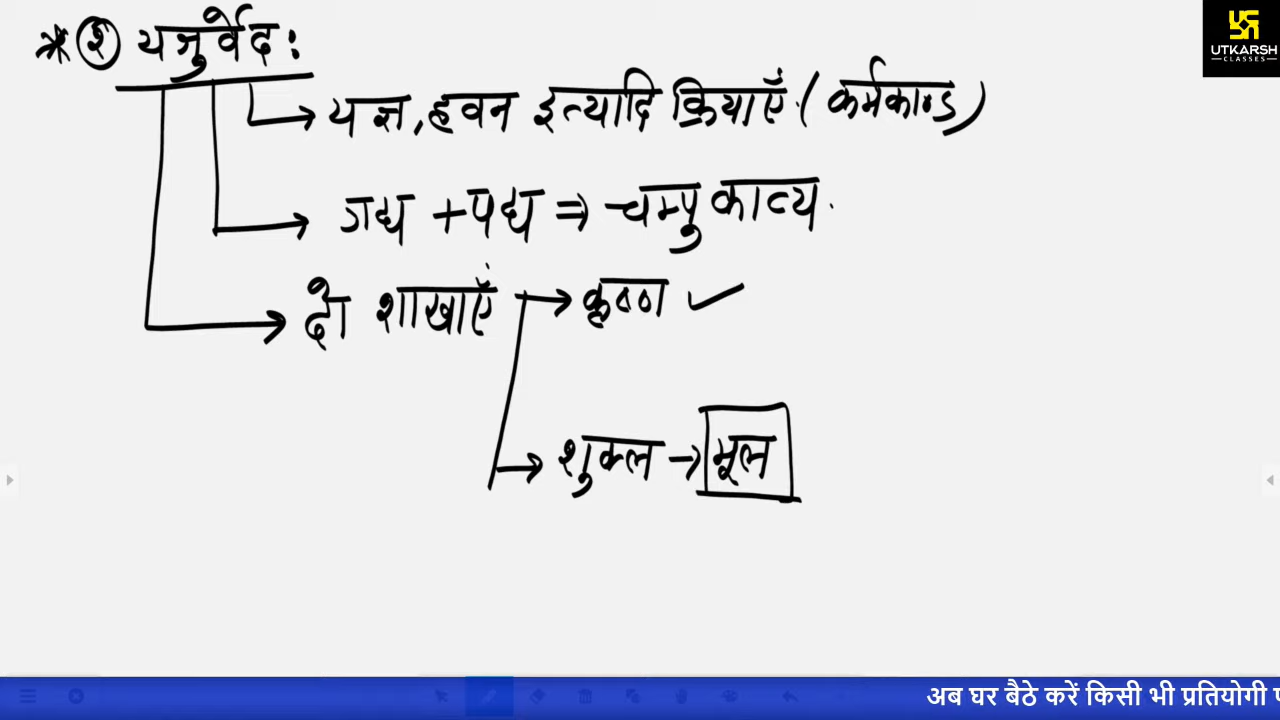 * ② यजुर्वेद :
→ यज्ञ, हवन इत्यादि क्रियाएँ (कर्मकाण्ड)
→ गद्य + पद्य ⇒ चम्पु काव्य
→ दो शाखाएँ → कृष्ण ✓
→ शुक्ल → मूल
UTKARSH
CLASSES
अब घर बैठे करें किसी भी प्रतियोगी